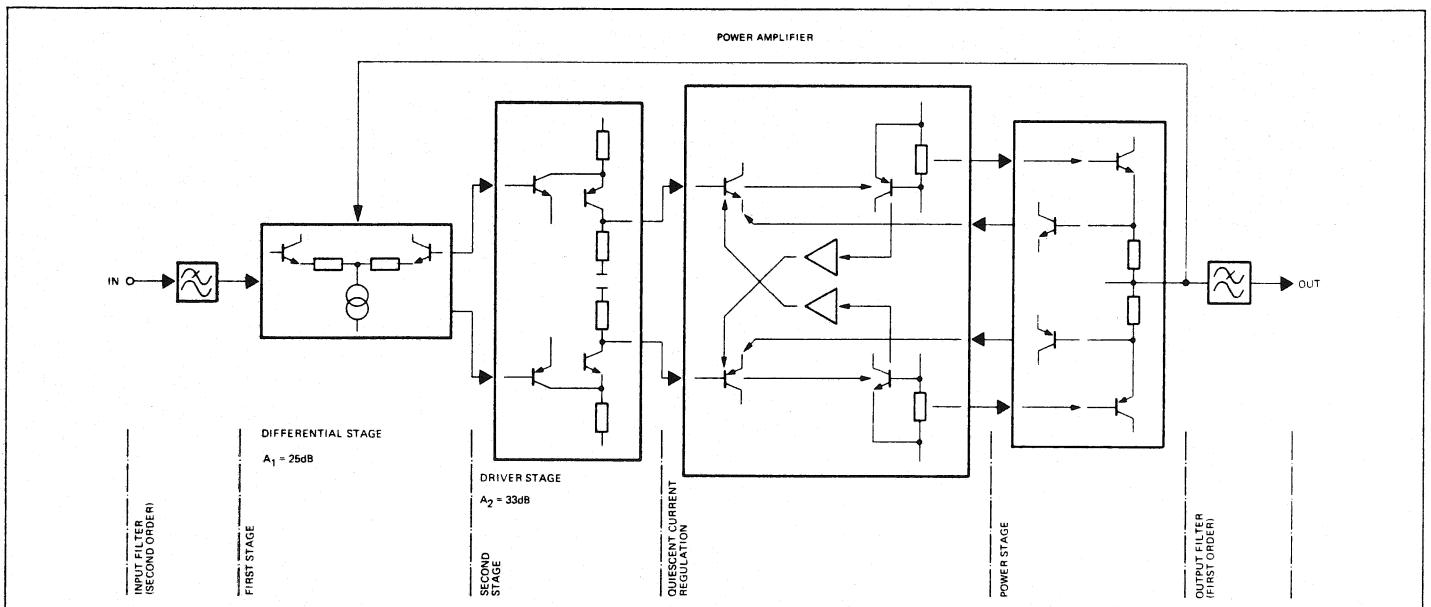 POWER AMPLIFIER
IN
OUT
DIFFERENTIAL STAGE
A1 = 25dB
DRIVER STAGE
A2 = 33dB
INPUT FILTER
(SECOND ORDER)
FIRST STAGE
SECOND
STAGE
QUIESCENT CURRENT
REGULATION
POWER STAGE
OUTPUT FILTER
(FIRST ORDER)